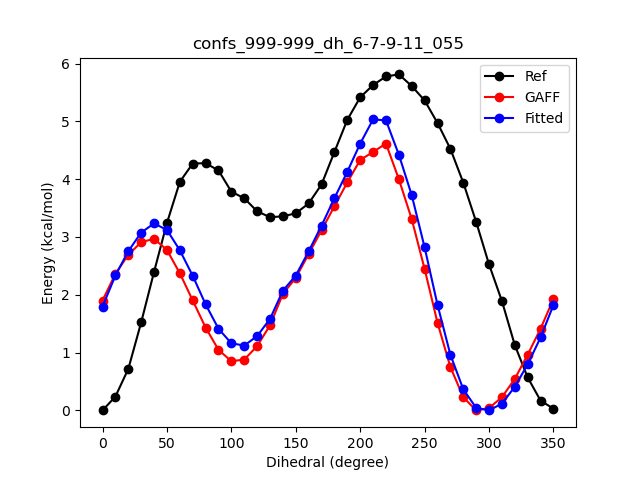 confs_999-999_dh_6-7-9-11_055
Ref
GAFF
Fitted
Energy (kcal/mol)
6
5
4
3
2
1
0
0 50 100 150 200 250 300 350
Dihedral (degree)